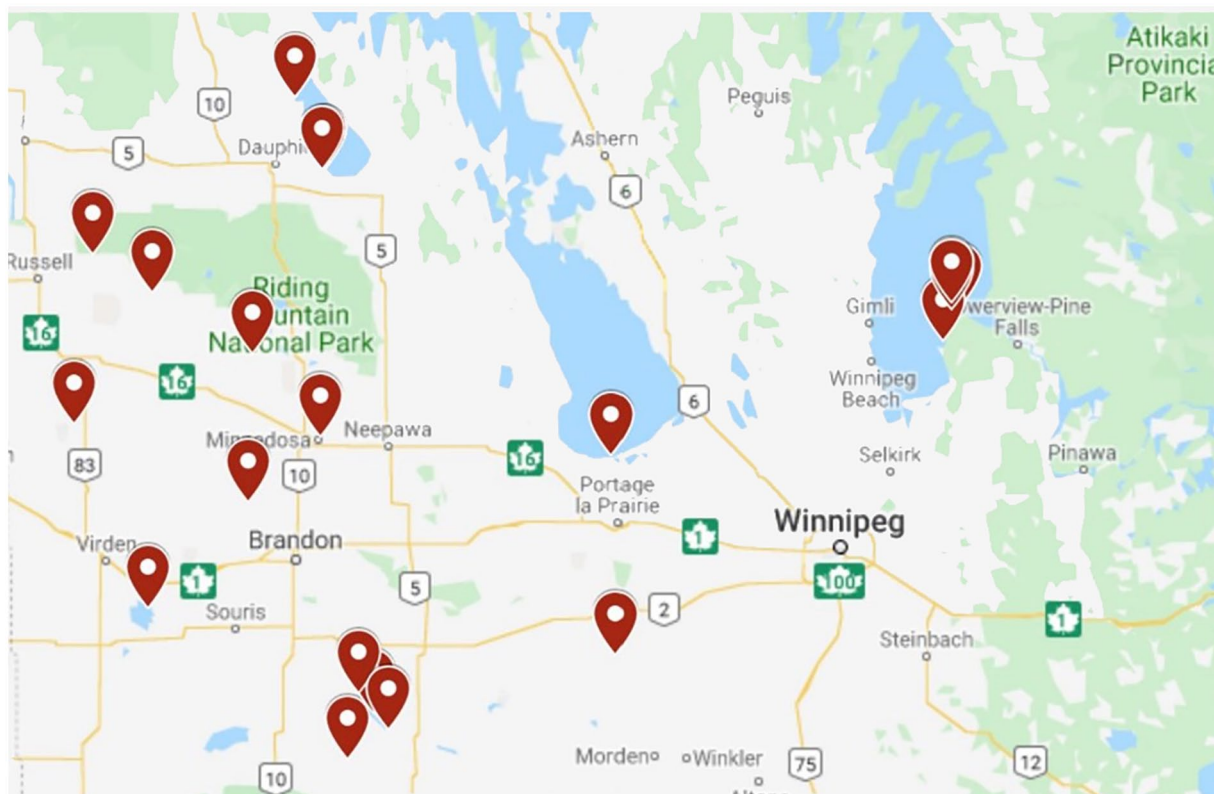 Atikaki
Provincia
Park
Peguis
10
Ashern
5
Dauphi
6
5
Russell
Riding
untain
National Park
Gimli
werview-Pine
Falls
16
16
Winnipeg
Beach
6
Minnedosa
Neepawa
83
10
16
Selkirk
Pinawa
Portage
la Prairie
Winnipeg
1
Virden
Brandon
1
5
100
Souris
2
1
Steinbach
Morden
Winkler
75
12
10